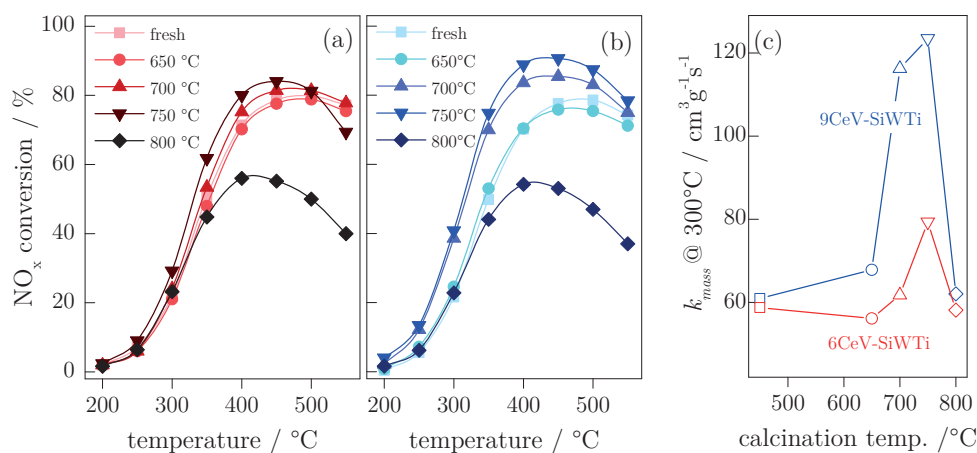 NOx conversion / %
100
80
60
40
20
0
(a)
fresh
650 °C
700 °C
750 °C
800 °C
200
300
400
500
temperature / °C
(b)
fresh
650°C
700°C
750°C
800°C
200
300
400
500
temperature / °C
(c)
kmass @ 300°C / cm³g⁻¹s⁻¹
120
100
80
60
9CeV-SiWTi
6CeV-SiWTi
500
600
700
800
calcination temp. /°C